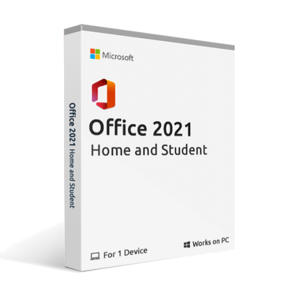 Microsoft
Office 2021
Home and Student
For 1 Device
Works on PC
Office 2021 Home and Student